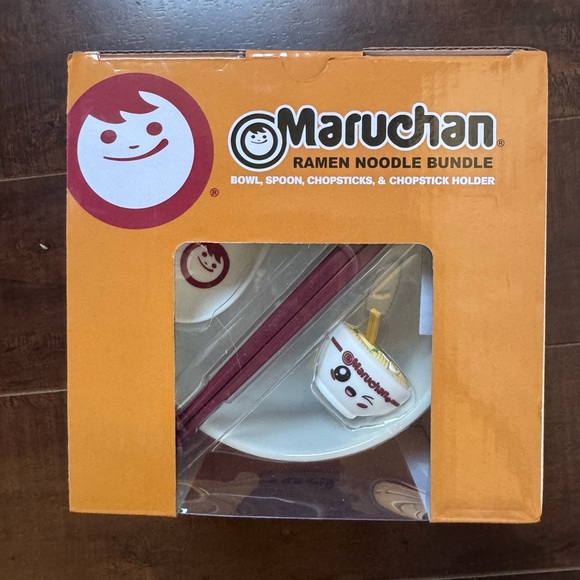 Maruchan®
RAMEN NOODLE BUNDLE
BOWL, SPOON, CHOPSTICKS, & CHOPSTICK HOLDER
®
Maruchan